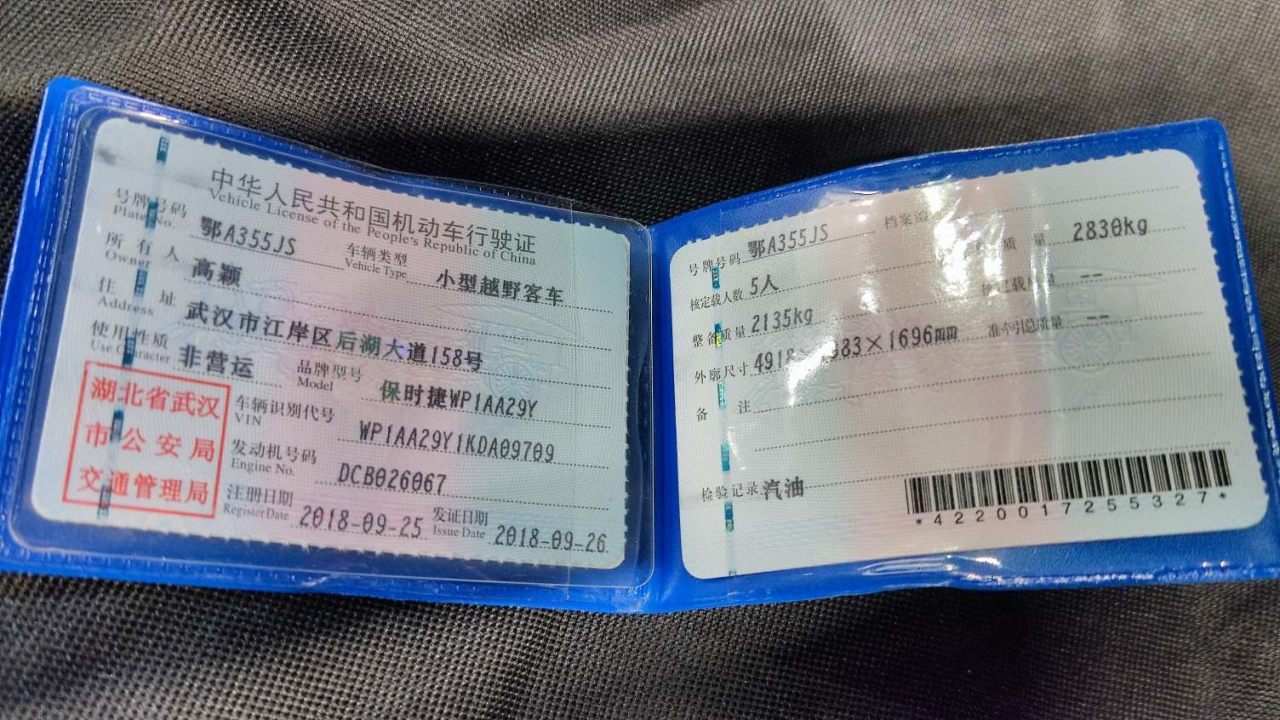 中华人民共和国机动车行驶证
Vehicle License of the People's Republic of China
号牌号码 鄂A355JS 车辆类型 小型越野客车
Plate No. Vehicle Type
所有人 高颖
Owner
住址 武汉市江岸区后湖大道158号
Address
使用性质 非营运 品牌型号 保时捷WP1AA29Y
Use Character Model
湖北省武汉
市公安局
交通管理局
车辆识别代号 WP1AA29Y1KDA09709
VIN
发动机号码 DCB026067
Engine No.
注册日期 2018-09-25 发证日期 2018-09-26
Register Date Issue Date
号牌号码 鄂A355JS 档案
核定载人数 5人 质量 2830kg
整备质量 2135kg 核定载质量 --
外廓尺寸 4918× 983×1696mm 准牵引总质量 --
备注
检验记录 汽油
*4220017255327*